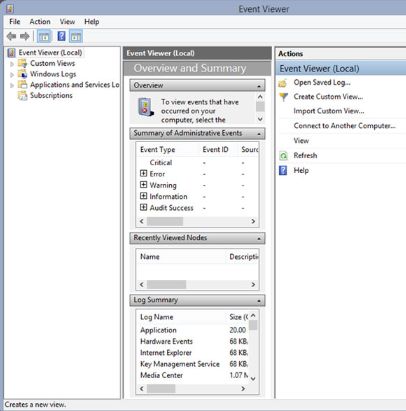 Event Viewer
File Action View Help
Event Viewer (Local)
Custom Views
Windows Logs
Applications and Services Lo
Subscriptions
Event Viewer (Local)
Overview and Summary
Overview
To view events that have
occurred on your
computer, select the
Summary of Administrative Events
Event Type Event ID Sourc
Critical - -
Error - -
Warning - -
Information - -
Audit Success - -
Recently Viewed Nodes
Name Descripti
Log Summary
Log Name Size (C
Application 20.00
Hardware Events 68 KB
Internet Explorer 68 KB
Key Management Service 68 KB
Media Center 1.07 M
Actions
Event Viewer (Local)
Open Saved Log...
Create Custom View...
Import Custom View...
Connect to Another Computer...
View
Refresh
Help
Creates a new view.